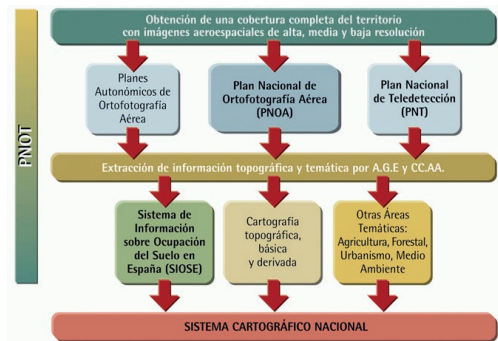 Obtención de una cobertura completa del territorio
con imágenes aeroespaciales de alta, media y baja resolución
PNOT
Planes
Autonómicos de
Ortofotografía
Aérea
Plan Nacional de
Ortofotografía Aérea
(PNOA)
Plan Nacional
de Teledetección
(PNT)
Extracción de información topográfica y temática por A.G.E y CC.AA.
Sistema de
Información
sobre Ocupación
del Suelo en
España (SIOSE)
Cartografía
topográfica,
básica
y derivada
Otras Áreas
Temáticas:
Agricultura, Forestal,
Urbanismo, Medio
Ambiente
SISTEMA CARTOGRÁFICO NACIONAL